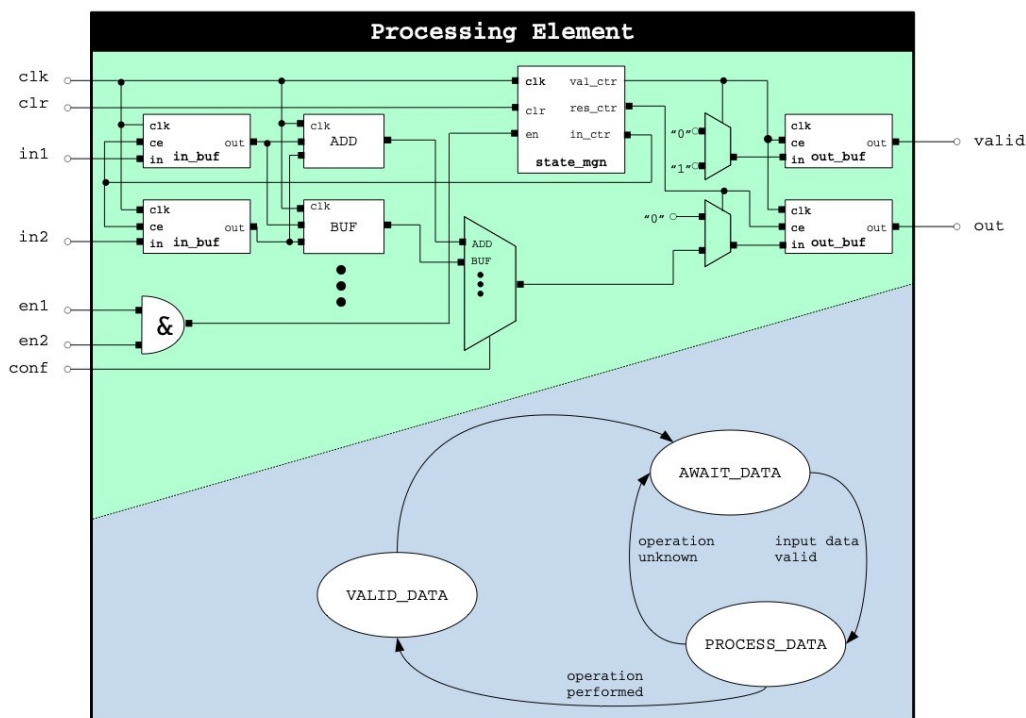 Processing Element
clk
clr
in1
in2
en1
en2
conf
clk
ce
in
out
in_buf
clk
ce
in
out
in_buf
clk
ADD
clk
BUF
&
clk
clr
en
val_ctr
res_ctr
in_ctr
state_mgn
ADD
BUF
"0"
"1"
"0"
clk
ce
in
out
out_buf
clk
ce
in
out
out_buf
valid
out
AWAIT_DATA
operation
unknown
input data
valid
VALID_DATA
PROCESS_DATA
operation
performed